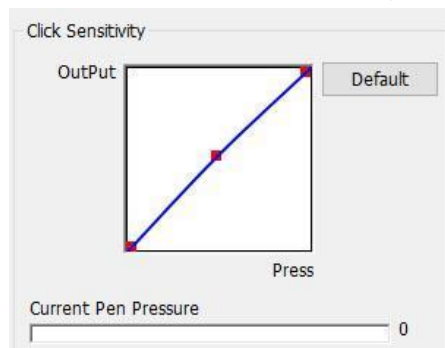 Click Sensitivity
OutPut
Default
Press
Current Pen Pressure
0